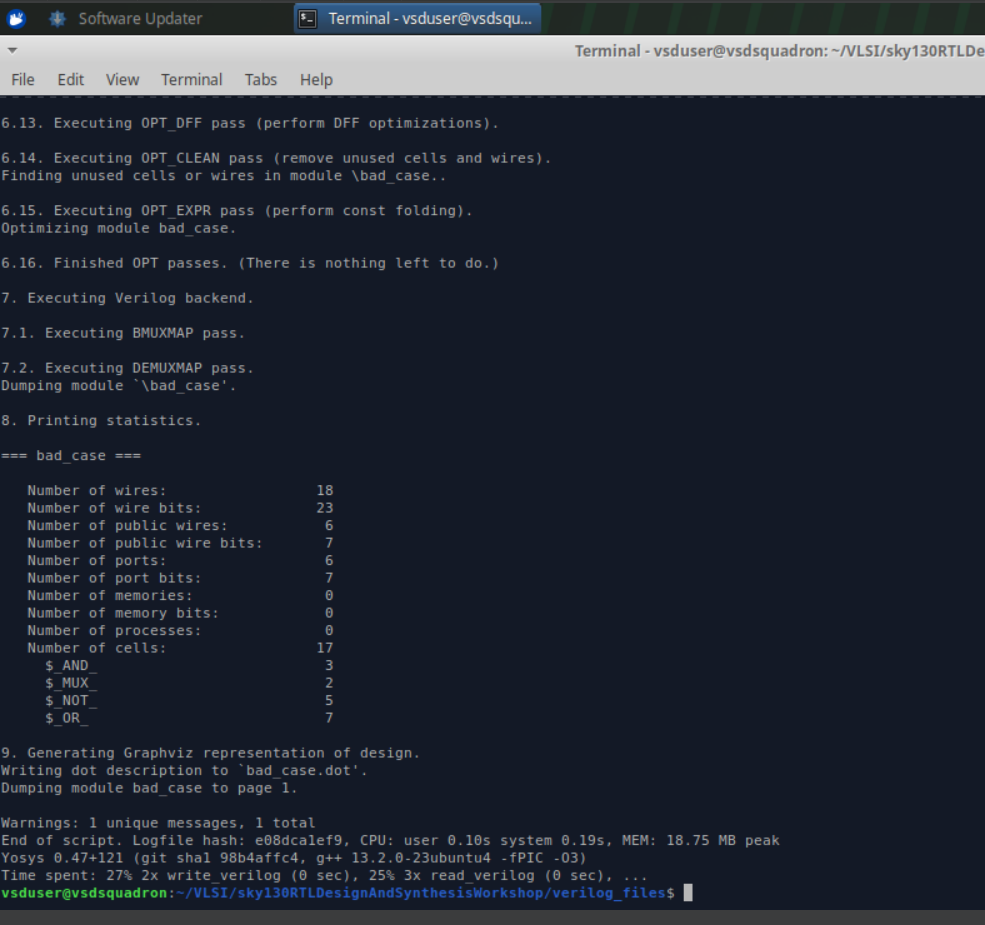 Software Updater
Terminal - vsduser@vsdsqu...
Terminal - vsduser@vsdsquadron: ~/VLSI/sky130RTLDe
File Edit View Terminal Tabs Help
6.13. Executing OPT_DFF pass (perform DFF optimizations).
6.14. Executing OPT_CLEAN pass (remove unused cells and wires).
Finding unused cells or wires in module \bad_case..
6.15. Executing OPT_EXPR pass (perform const folding).
Optimizing module bad_case.
6.16. Finished OPT passes. (There is nothing left to do.)
7. Executing Verilog backend.
7.1. Executing BMUXMAP pass.
7.2. Executing DEMUXMAP pass.
Dumping module `\bad_case'.
8. Printing statistics.
=== bad_case ===
Number of wires: 18
Number of wire bits: 23
Number of public wires: 6
Number of public wire bits: 7
Number of ports: 6
Number of port bits: 7
Number of memories: 0
Number of memory bits: 0
Number of processes: 0
Number of cells: 17
$_AND_ 3
$_MUX_ 2
$_NOT_ 5
$_OR_ 7
9. Generating Graphviz representation of design.
Writing dot description to `bad_case.dot'.
Dumping module bad_case to page 1.
Warnings: 1 unique messages, 1 total
End of script. Logfile hash: e08dca1ef9, CPU: user 0.10s system 0.19s, MEM: 18.75 MB peak
Yosys 0.47+121 (git sha1 98b4affc4, g++ 13.2.0-23ubuntu4 -fPIC -O3)
Time spent: 27% 2x write_verilog (0 sec), 25% 3x read_verilog (0 sec), ...
vsduser@vsdsquadron:~/VLSI/sky130RTLDesignAndSynthesisWorkshop/verilog_files$